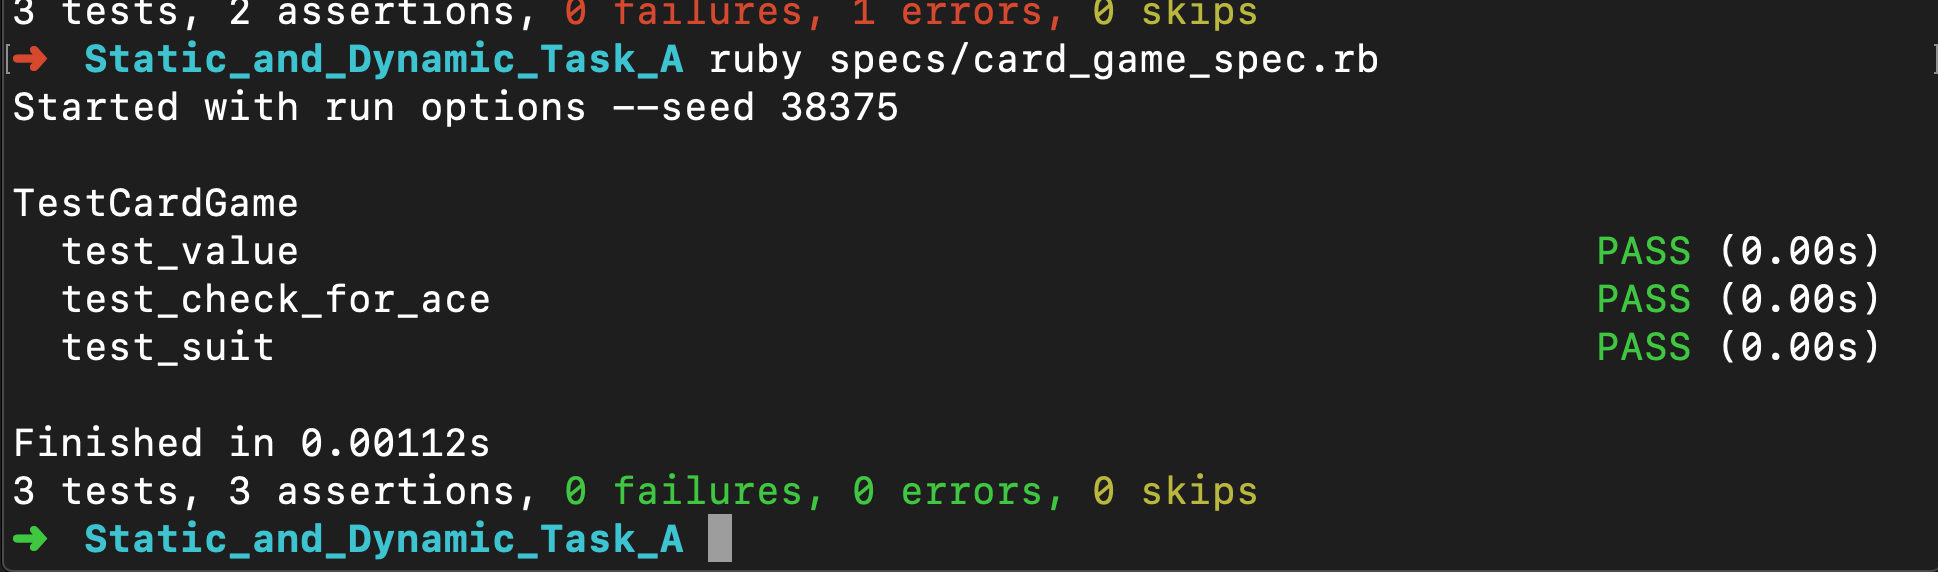 3 tests, 2 assertions, 0 failures, 1 errors, 0 skips
[➜ Static_and_Dynamic_Task_A ruby specs/card_game_spec.rb ]
Started with run options --seed 38375
TestCardGame
test_value PASS (0.00s)
test_check_for_ace PASS (0.00s)
test_suit PASS (0.00s)
Finished in 0.00112s
3 tests, 3 assertions, 0 failures, 0 errors, 0 skips
➜ Static_and_Dynamic_Task_A